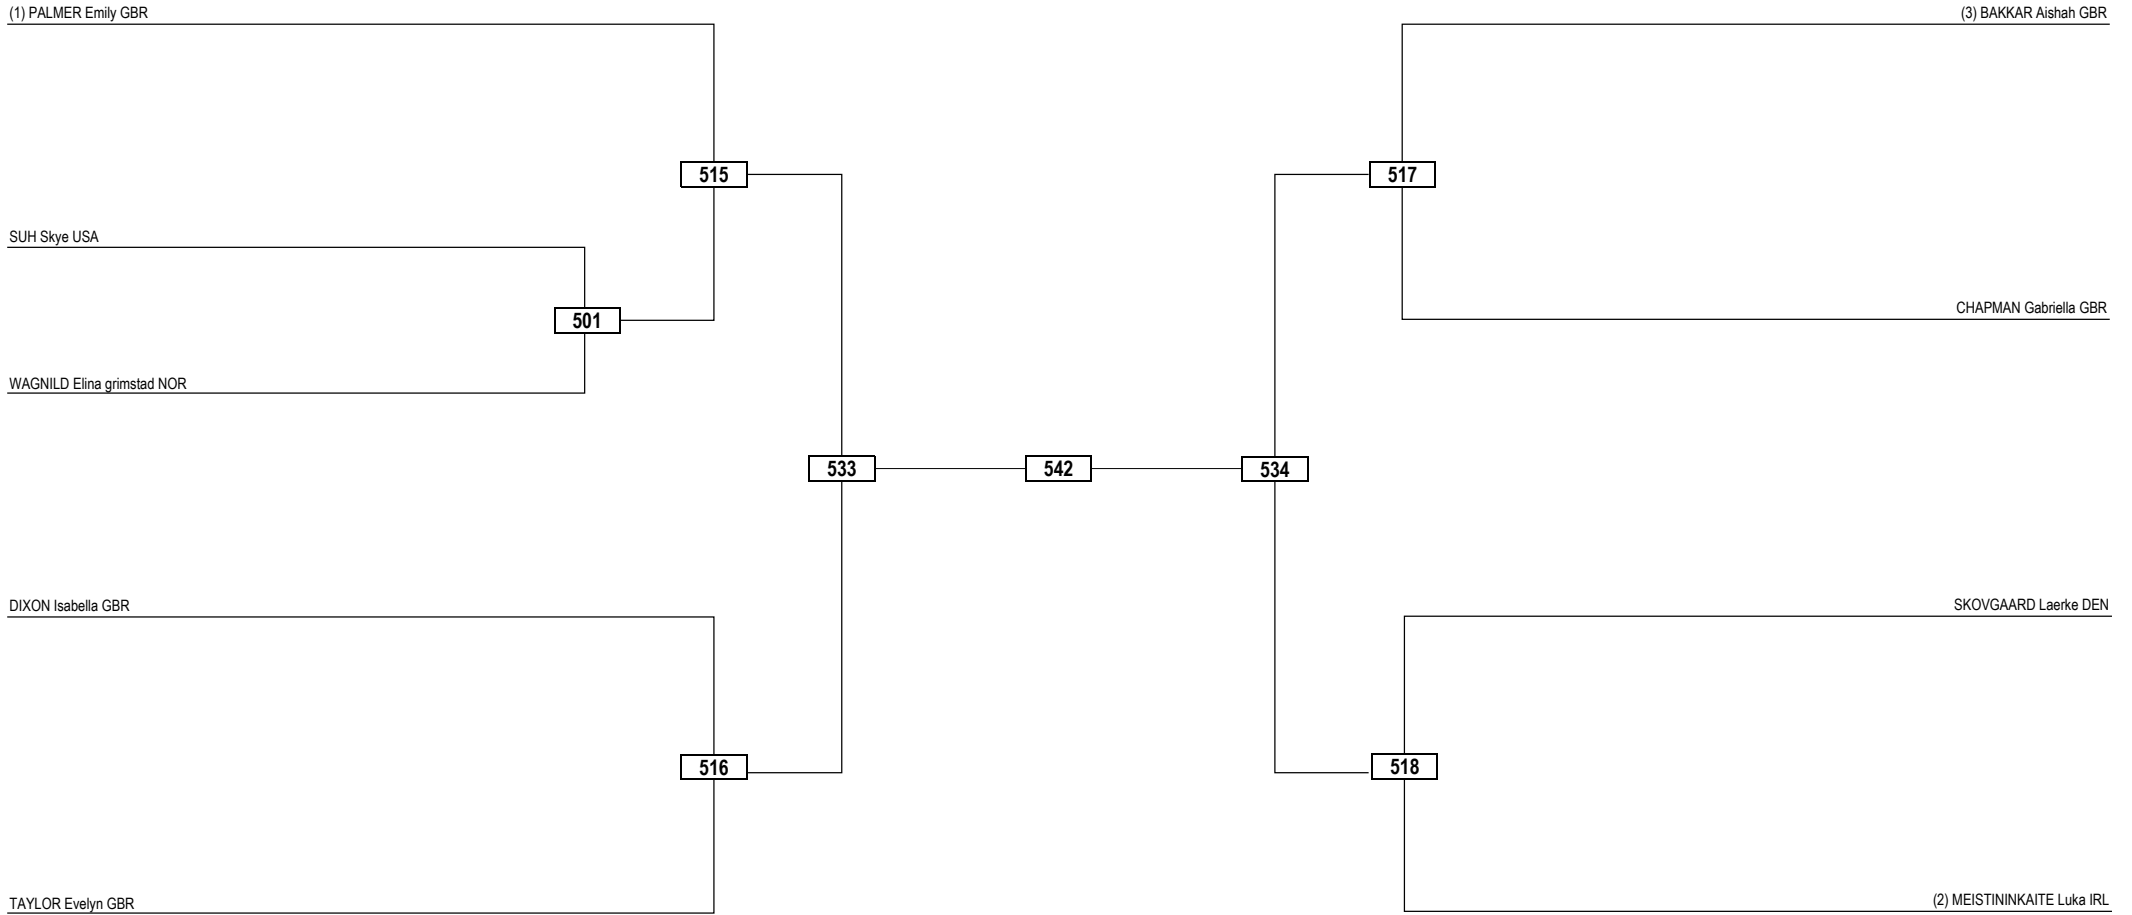 (1) PALMER Emily GBR
(3) BAKKAR Aishah GBR
515
517
SUH Skye USA
CHAPMAN Gabriella GBR
501
WAGNILD Elina grimstad NOR
533
542
534
DIXON Isabella GBR
SKOVGAARD Laerke DEN
516
518
TAYLOR Evelyn GBR
(2) MEISTININKAITE Luka IRL